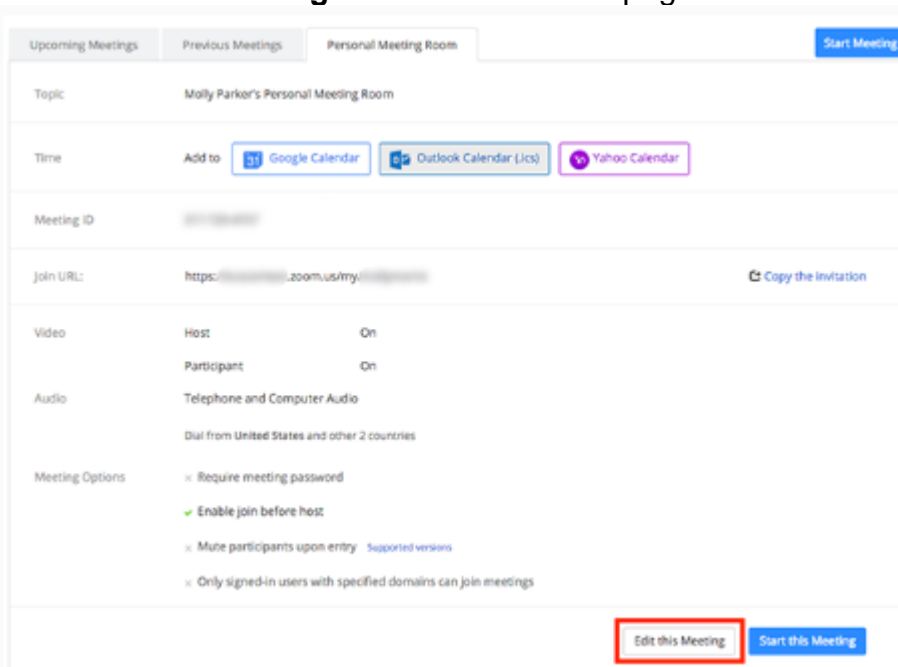 Upcoming Meetings Previous Meetings Personal Meeting Room Start Meeting
Topic Molly Parker's Personal Meeting Room
Time Add to 31 Google Calendar Outlook Calendar (.ics) Yahoo Calendar
Meeting ID
Join URL: https: .zoom.us/my. Copy the invitation
Video Host On
Participant On
Audio Telephone and Computer Audio
Dial from United States and other 2 countries
Meeting Options × Require meeting password
✓ Enable join before host
× Mute participants upon entry Supported versions
× Only signed-in users with specified domains can join meetings
Edit this Meeting Start this Meeting